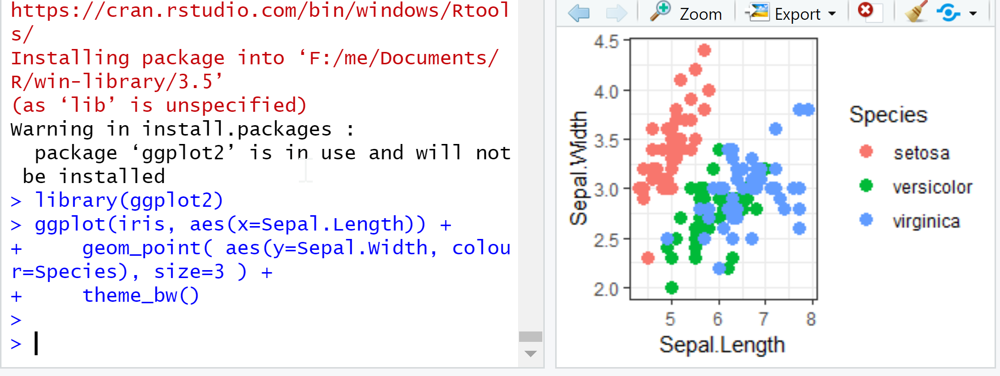 https://cran.rstudio.com/bin/windows/Rtool
s/
Installing package into ‘F:/me/Documents/
R/win-library/3.5’
(as ‘lib’ is unspecified)
Warning in install.packages :
  package ‘ggplot2’ is in use and will not
 be installed
> library(ggplot2)
> ggplot(iris, aes(x=Sepal.Length)) +
+     geom_point( aes(y=Sepal.Width, colou
r=Species), size=3 ) +
+     theme_bw()
>
>
Zoom
Export
4.5
4.0
3.5
3.0
2.5
2.0
Sepal.Width
5 6 7 8
Sepal.Length
Species
setosa
versicolor
virginica